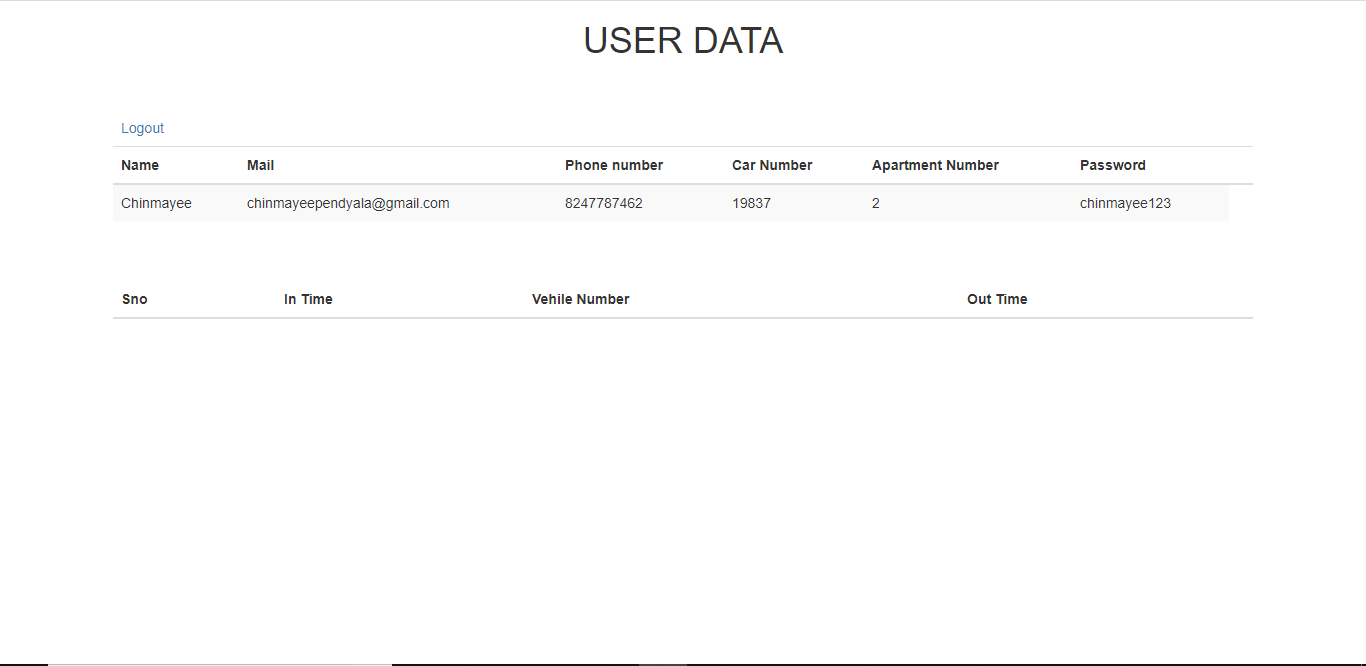 USER DATA
Logout
Name Mail Phone number Car Number Apartment Number Password
Chinmayee chinmayeependyala@gmail.com 8247787462 19837 2 chinmayee123
Sno In Time Vehile Number Out Time